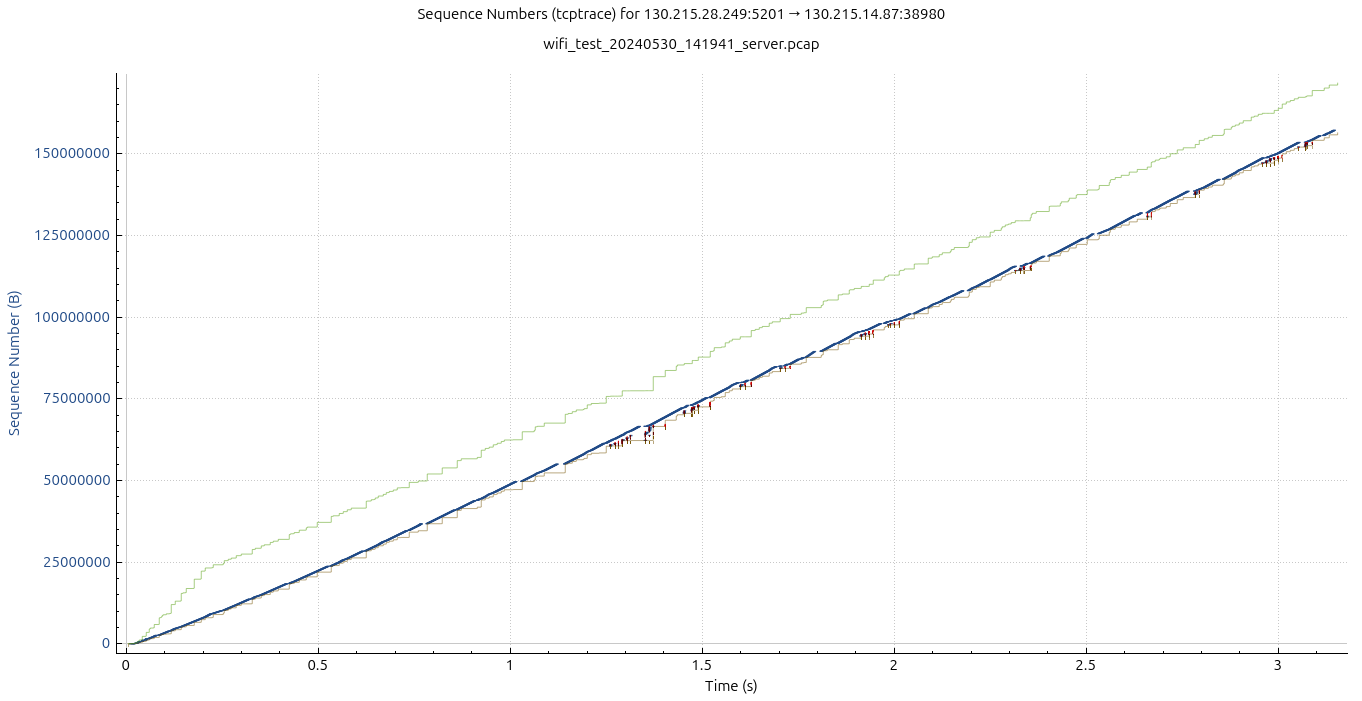 Sequence Numbers (tcptrace) for 130.215.28.249:5201 → 130.215.14.87:38980
wifi_test_20240530_141941_server.pcap
Sequence Number (B)
150000000
125000000
100000000
75000000
50000000
25000000
0
0 0.5 1 1.5 2 2.5 3
Time (s)